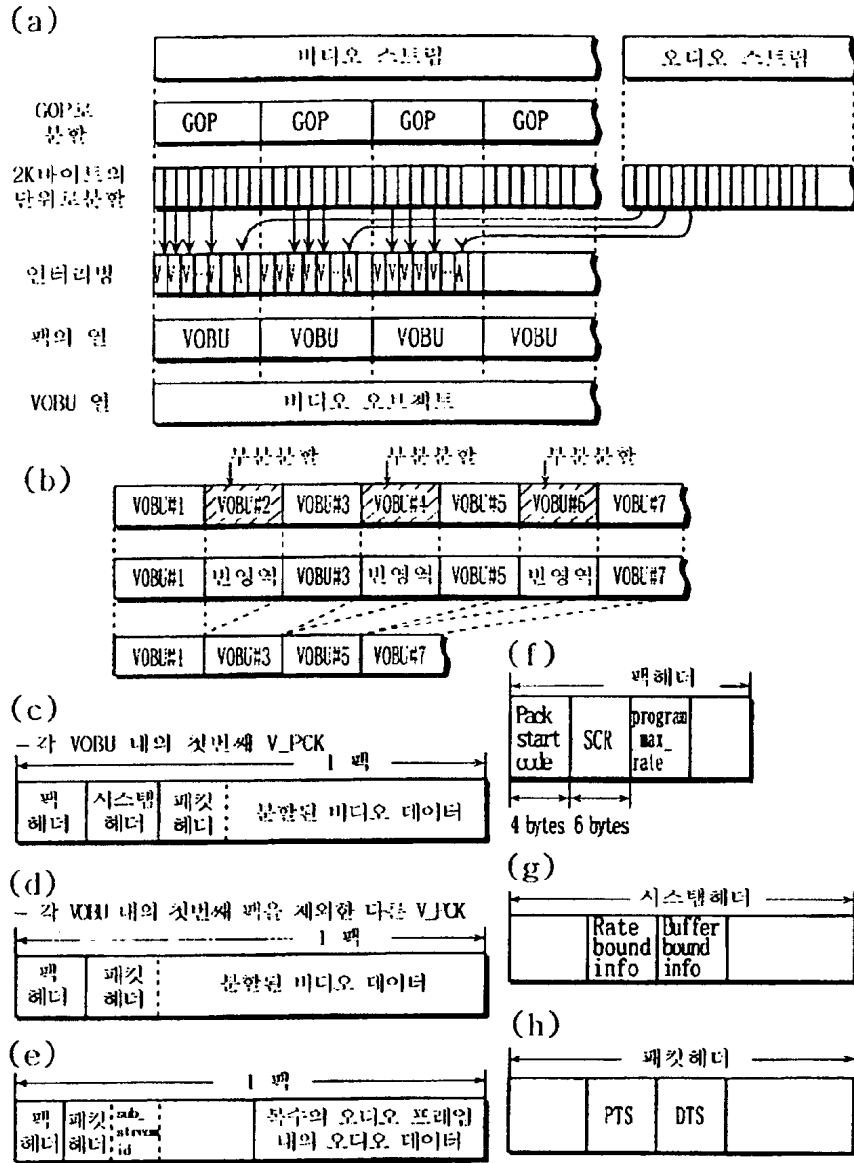 (a)
비디오 스트림 오디오 스트림
GOP로
분할
GOP GOP GOP GOP
2K바이트의
단위로분할
인터리빙
V V V … V A V V V V … A V V V V V … A
팩의 열
VOBU VOBU VOBU VOBU
VOBU 열
비디오 오브젝트
(b)
부분분할 부분분할 부분분할
VOBU#1 VOBU#2 VOBU#3 VOBU#4 VOBU#5 VOBU#6 VOBU#7
VOBU#1 빈영역 VOBU#3 빈영역 VOBU#5 빈영역 VOBU#7
VOBU#1 VOBU#3 VOBU#5 VOBU#7
(c)
- 각 VOBU 내의 첫번째 V_PCK
1 팩
팩
헤더
시스템
헤더
패킷
헤더
분할된 비디오 데이터
(d)
- 각 VOBU 내의 첫번째 팩을 제외한 다른 V_PCK
1 팩
팩
헤더
패킷
헤더
분할된 비디오 데이터
(e)
1 팩
팩
헤더
패킷
헤더
sub_
stream
id
복수의 오디오 프레임
내의 오디오 데이터
(f)
팩헤더
Pack
start
code
SCR
program
max_
rate
4 bytes 6 bytes
(g)
시스템헤더
Rate
bound
info
Buffer
bound
info
(h)
패킷헤더
PTS DTS